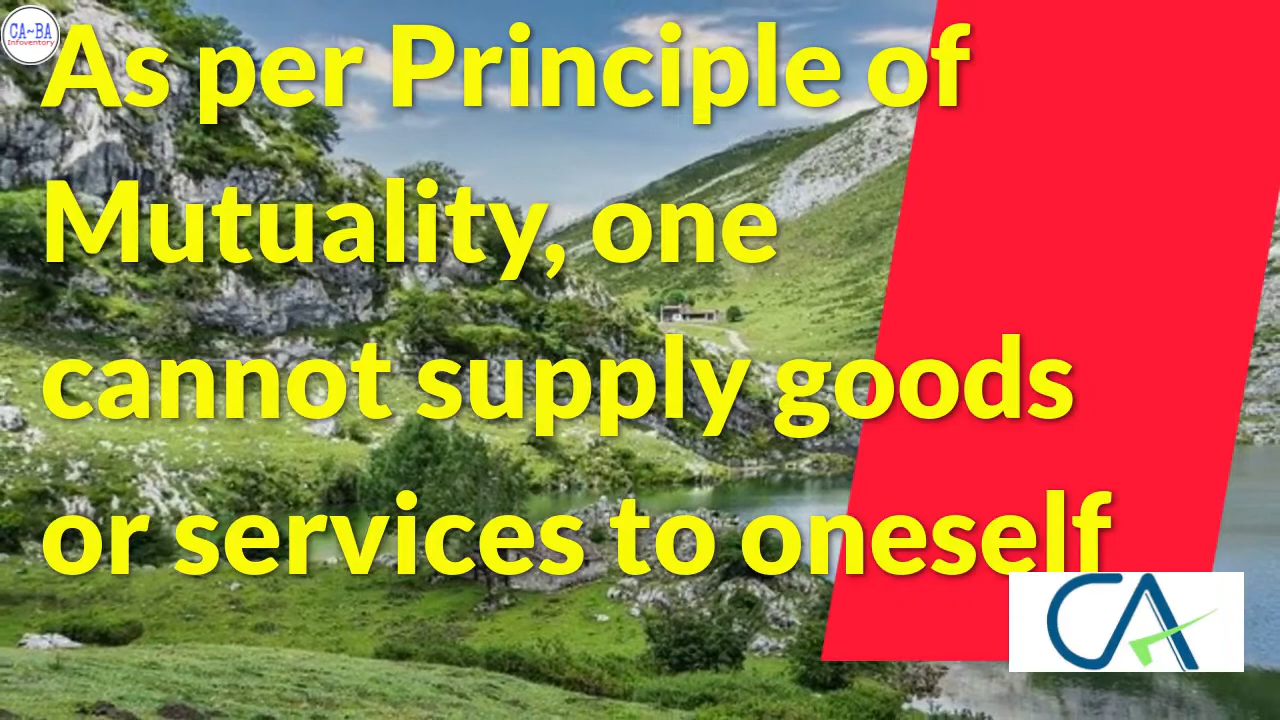 CA~BA
Infoventory
As per Principle of
Mutuality, one
cannot supply goods
or services to oneself
CA